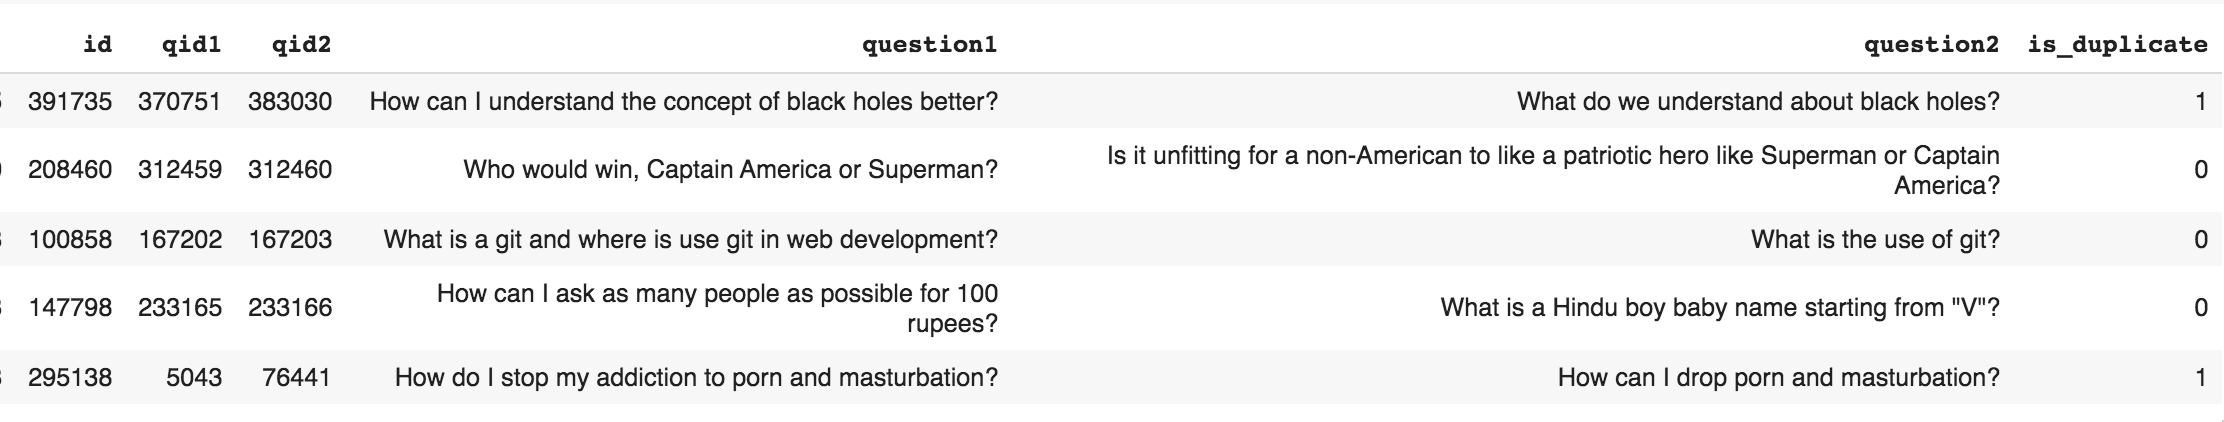 id qid1 qid2 question1 question2 is_duplicate
391735 370751 383030 How can I understand the concept of black holes better? What do we understand about black holes? 1
208460 312459 312460 Who would win, Captain America or Superman? Is it unfitting for a non-American to like a patriotic hero like Superman or Captain
America? 0
100858 167202 167203 What is a git and where is use git in web development? What is the use of git? 0
147798 233165 233166 How can I ask as many people as possible for 100
rupees? What is a Hindu boy baby name starting from "V"? 0
295138 5043 76441 How do I stop my addiction to porn and masturbation? How can I drop porn and masturbation? 1